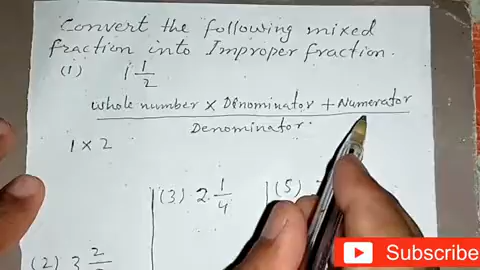 Convert the following mixed
fraction into Improper fraction.
(1) 1 1/2
whole number × Denominator + Numerator
Denominator.
1 × 2
(3) 2 1/4
(5)
(2) 3 2
Subscribe